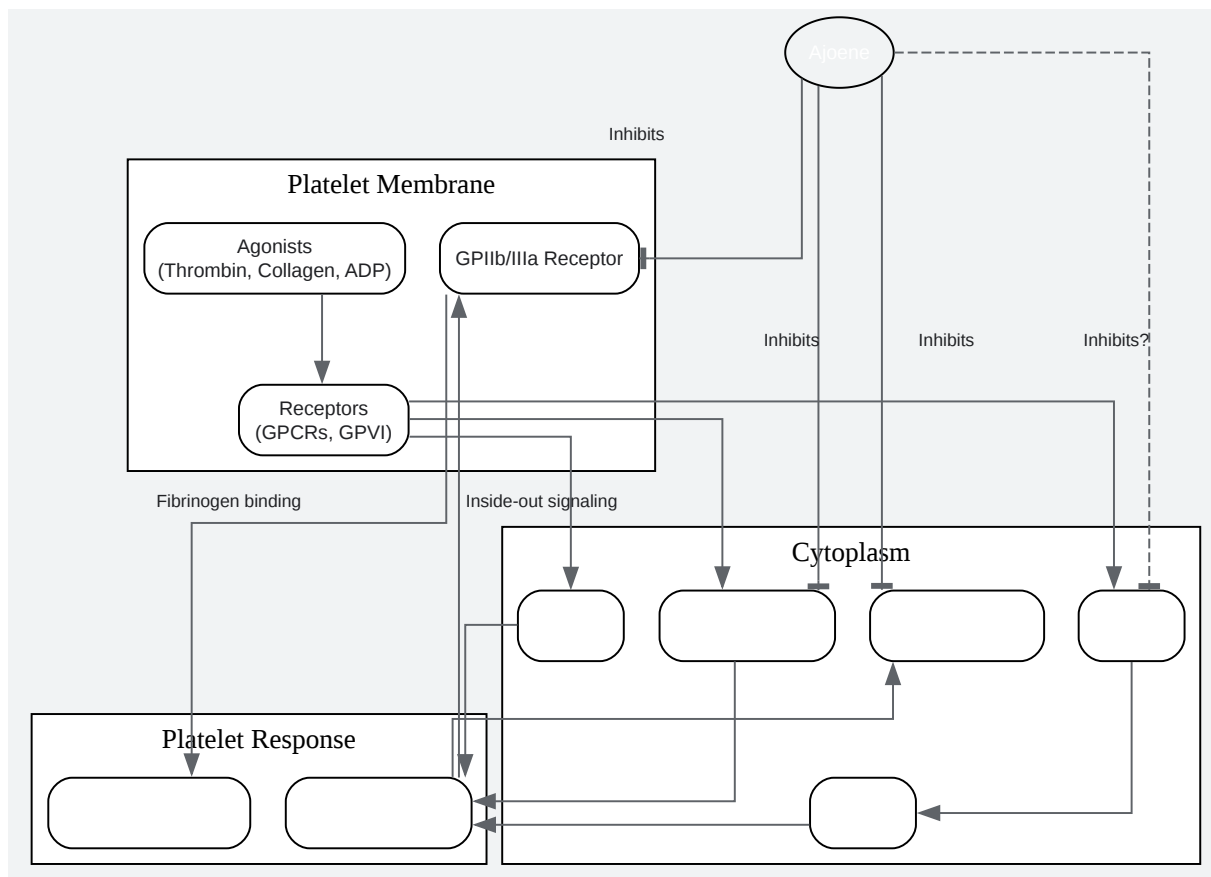 Ajoene
Inhibits
Platelet Membrane
Agonists
(Thrombin, Collagen, ADP)
GPIIb/IIIa Receptor
Inhibits
Inhibits
Inhibits?
Receptors
(GPCRs, GPVI)
Fibrinogen binding
Inside-out signaling
Cytoplasm
Platelet Response